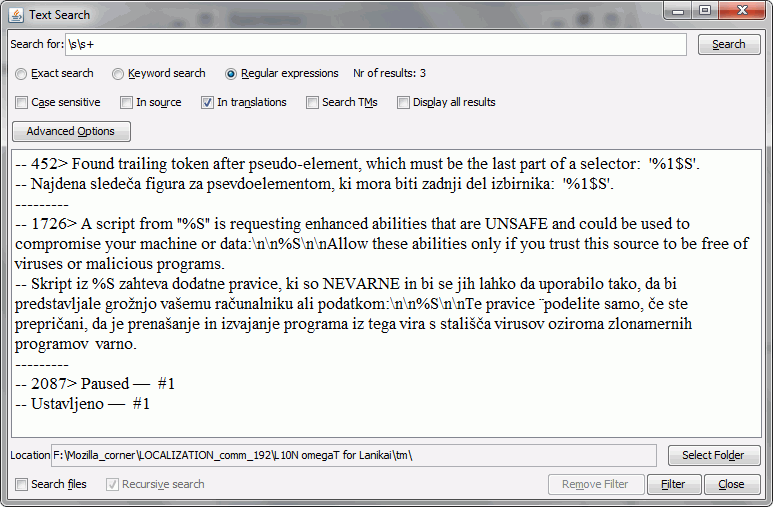 Text Search
Search for: \s\s+ Search
Exact search Keyword search Regular expressions Nr of results: 3
Case sensitive In source In translations Search TMs Display all results
Advanced Options
-- 452> Found trailing token after pseudo-element, which must be the last part of a selector:  '%1$S'.
-- Najdena sledeča figura za psevdoelementom, ki mora biti zadnji del izbirnika:  '%1$S'.
---------
-- 1726> A script from "%S" is requesting enhanced abilities that are UNSAFE and could be used to
compromise your machine or data:\n\n%S\n\nAllow these abilities only if you trust this source to be free of
viruses or malicious programs.
-- Skript iz %S zahteva dodatne pravice, ki so NEVARNE in bi se jih lahko da uporabilo tako, da bi
predstavljale grožnjo vašemu računalniku ali podatkom:\n\n%S\n\nTe pravice ¨podelite samo, če ste
prepričani, da je prenašanje in izvajanje programa iz tega vira s stališča virusov oziroma zlonamernih
programov  varno.
---------
-- 2087> Paused —  #1
-- Ustavljeno —  #1
Location F:\Mozilla_corner\LOCALIZATION_comm_192\L10N omegaT for Lanikai\tm\ Select Folder
Search files Recursive search Remove Filter Filter Close